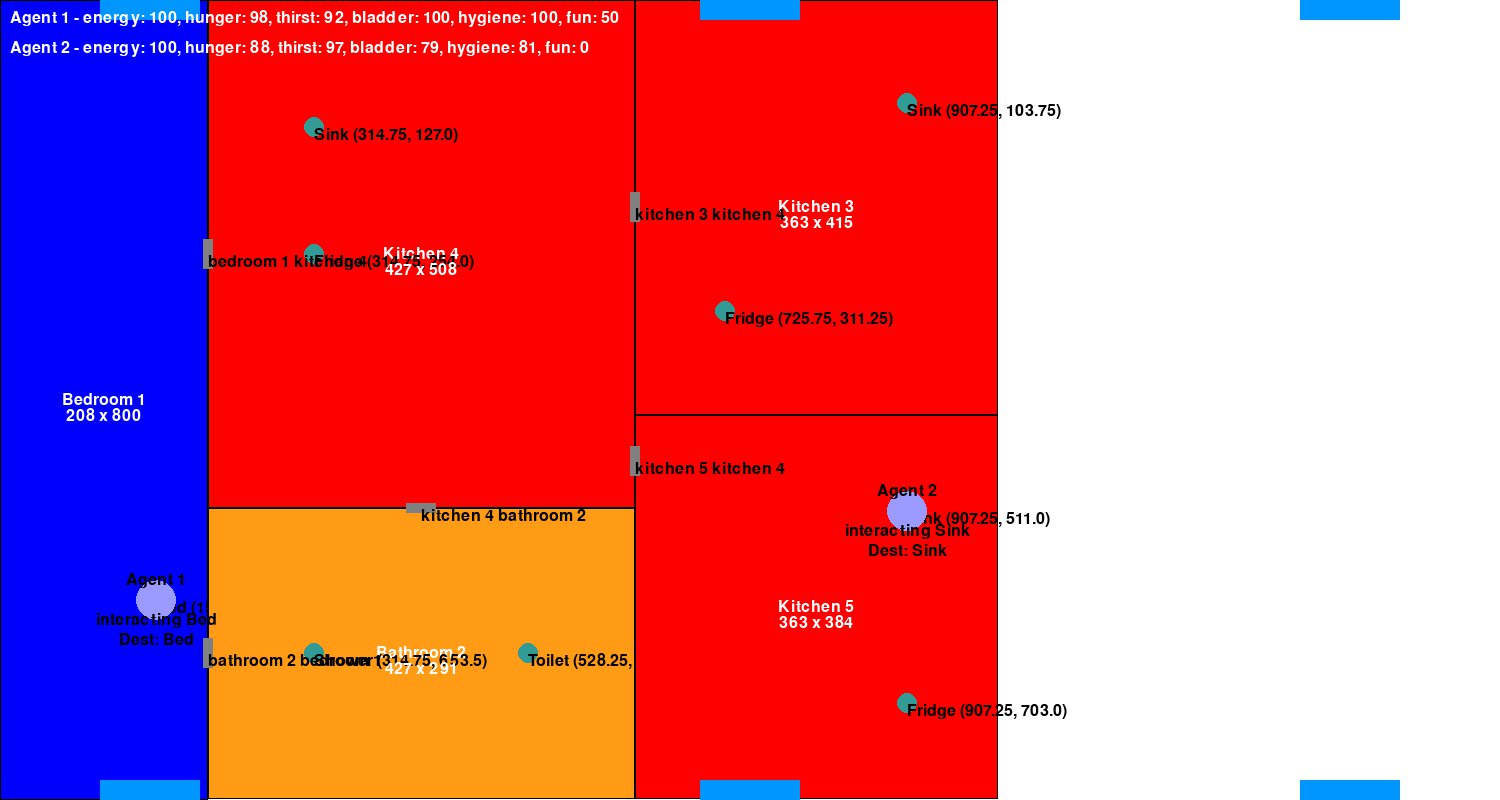 Agent 1 - energy: 100, hunger: 98, thirst: 92, bladder: 100, hygiene: 100, fun: 50
Agent 2 - energy: 100, hunger: 88, thirst: 97, bladder: 79, hygiene: 81, fun: 0
Sink (907.25, 103.75)
Sink (314.75, 127.0)
Kitchen 3
kitchen 3 kitchen 4
363 x 415
Kitchen 4
bedroom 1 kitchen 4
427 x 508
Fridge (725.75, 311.25)
Bedroom 1
208 x 800
kitchen 5 kitchen 4
Agent 2
(907.25, 511.0)
kitchen 4 bathroom 2
interacting Sink
Dest: Sink
Agent 1
Kitchen 5
interacting Bed
363 x 384
Dest: Bed
Bathroom 2
bathroom 2 bedroom 1
Shower (314.75, 653.5)
Toilet (528.25,
427 x 291
Fridge (907.25, 703.0)